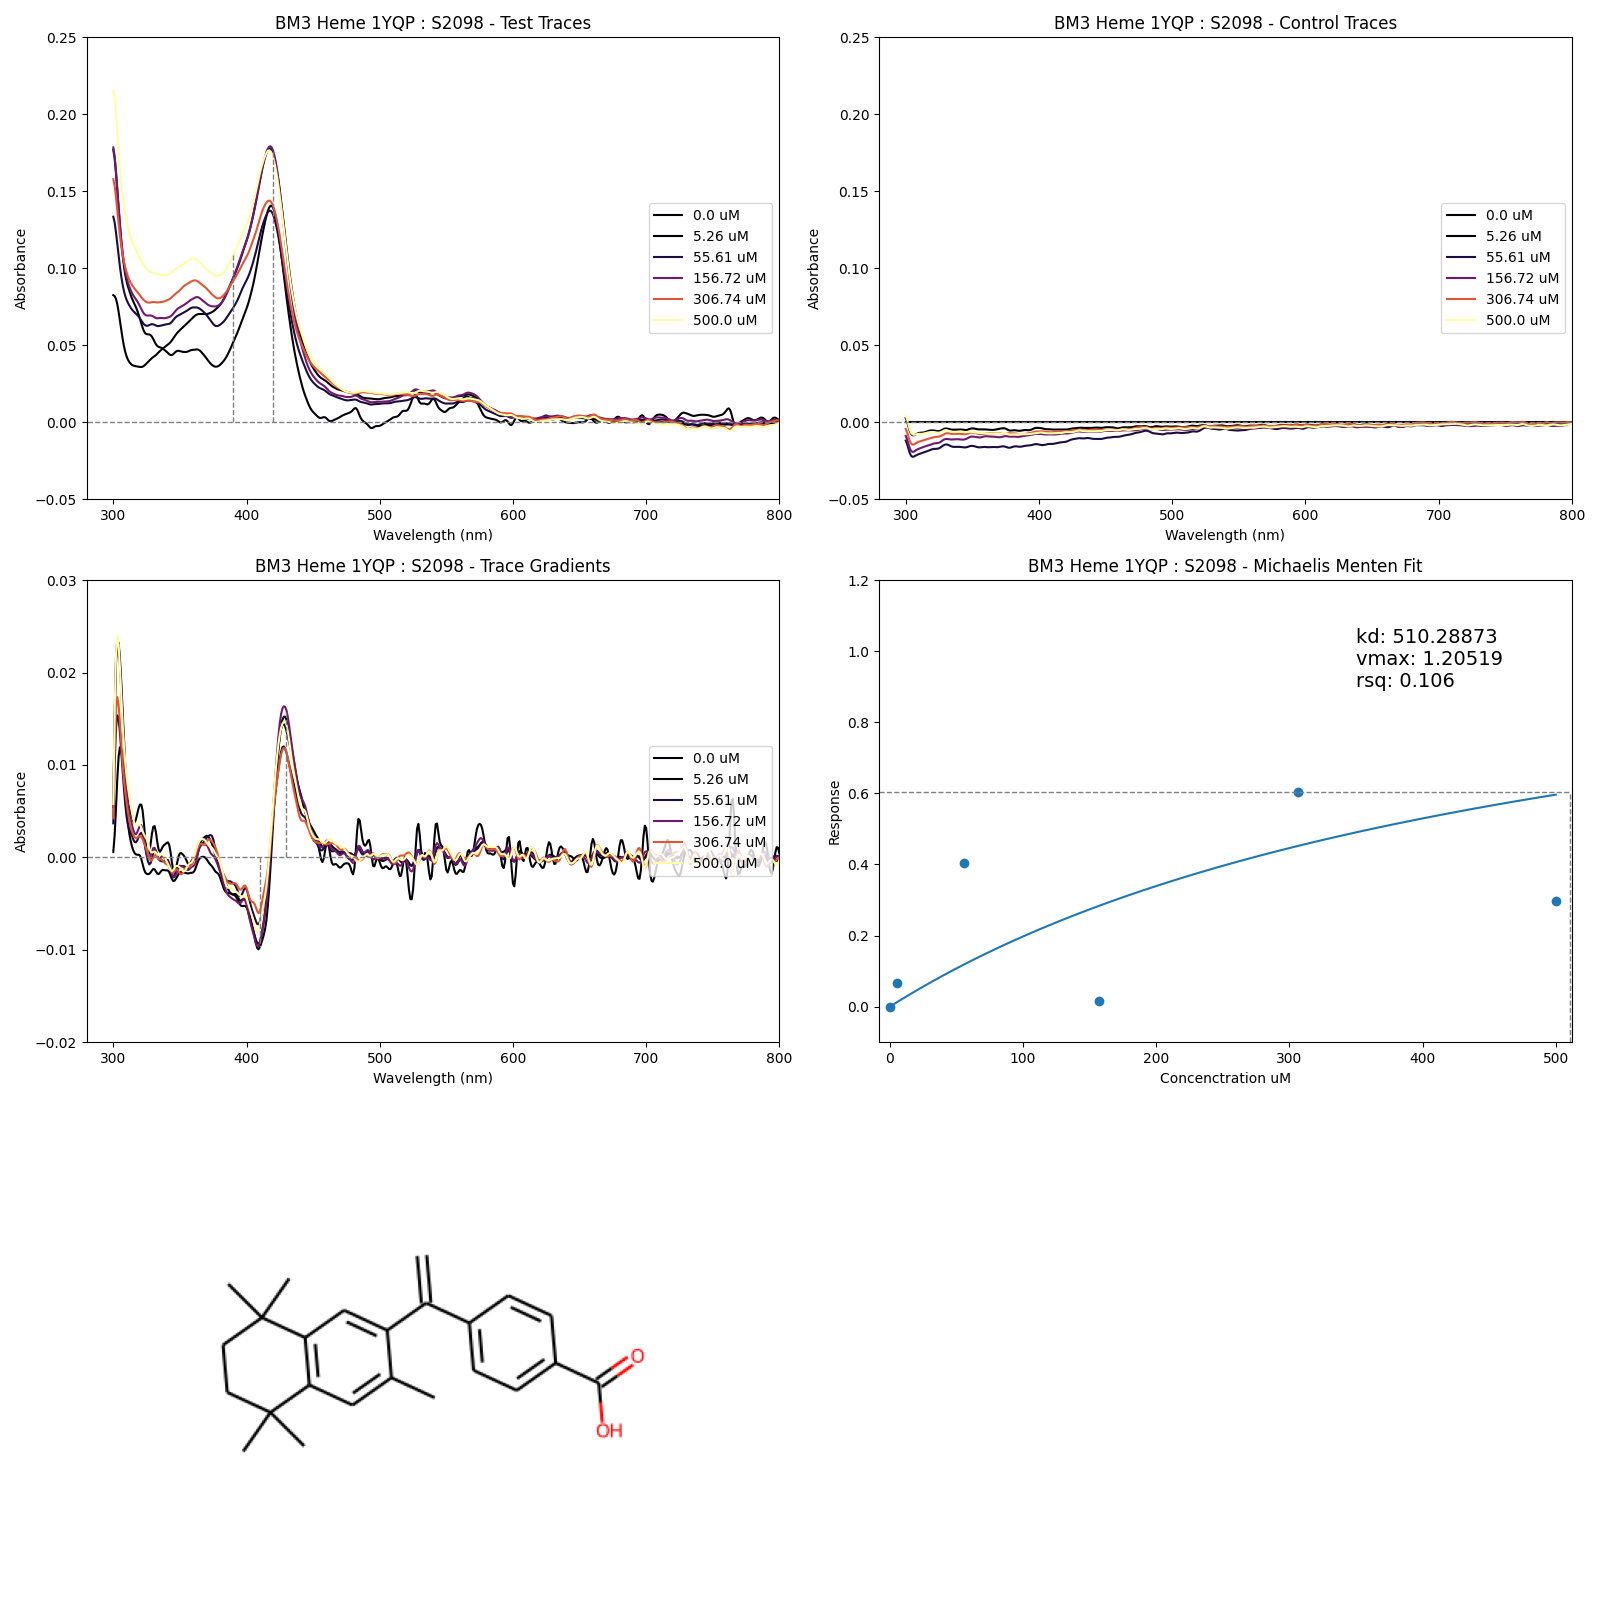 BM3 Heme 1YQP : S2098 - Test Traces
0.25
0.20
0.15
0.10
0.05
0.00
−0.05
Absorbance
300 400 500 600 700 800
Wavelength (nm)
0.0 uM
5.26 uM
55.61 uM
156.72 uM
306.74 uM
500.0 uM
BM3 Heme 1YQP : S2098 - Control Traces
0.25
0.20
0.15
0.10
0.05
0.00
−0.05
Absorbance
300 400 500 600 700 800
Wavelength (nm)
0.0 uM
5.26 uM
55.61 uM
156.72 uM
306.74 uM
500.0 uM
BM3 Heme 1YQP : S2098 - Trace Gradients
0.03
0.02
0.01
0.00
−0.01
−0.02
Absorbance
300 400 500 600 700 800
Wavelength (nm)
0.0 uM
5.26 uM
55.61 uM
156.72 uM
306.74 uM
500.0 uM
BM3 Heme 1YQP : S2098 - Michaelis Menten Fit
1.2
1.0
0.8
0.6
0.4
0.2
0.0
Response
0 100 200 300 400 500
Concenctration uM
kd: 510.28873
vmax: 1.20519
rsq: 0.106
O
OH